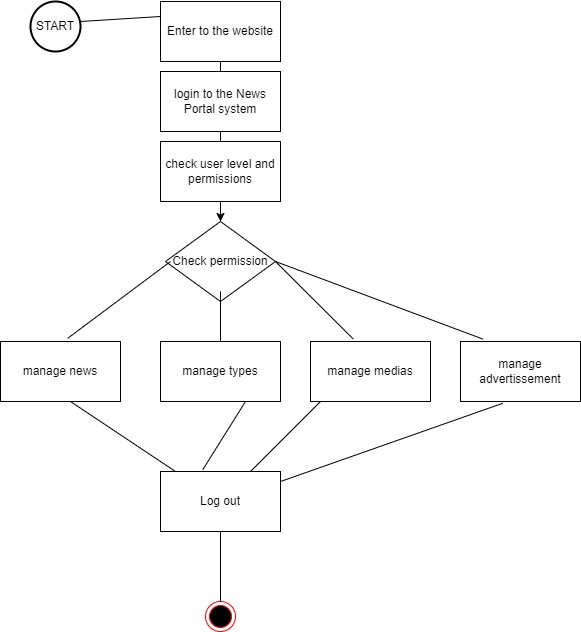 START
Enter to the website
login to the News
Portal system
check user level and
permissions
Check permission
manage news
manage types
manage medias
manage
advertissement
Log out